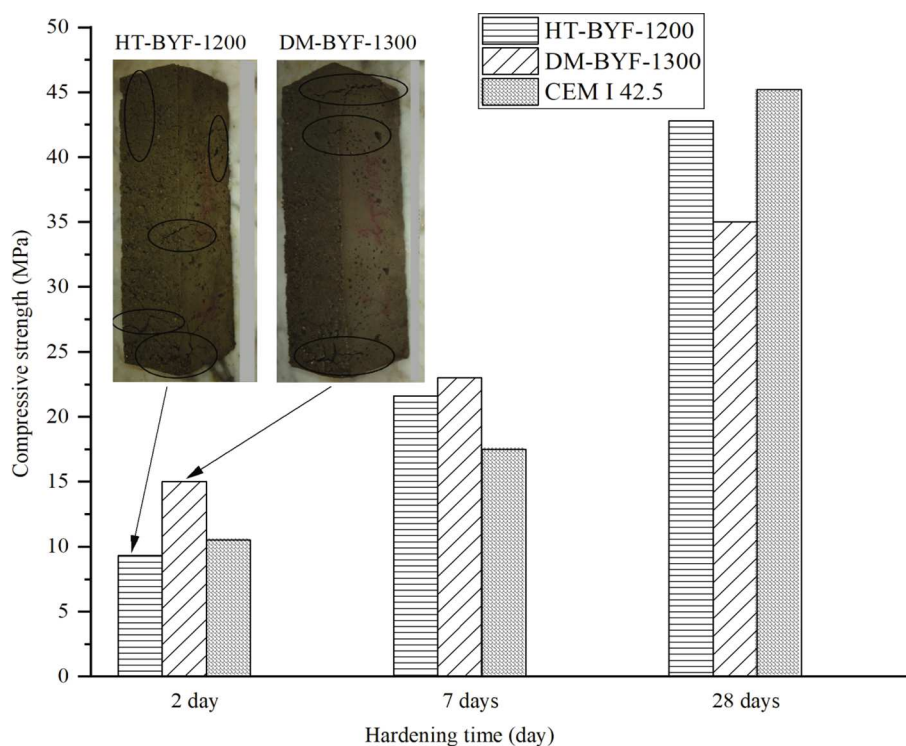 HT-BYF-1200
DM-BYF-1300
HT-BYF-1200
DM-BYF-1300
CEM I 42.5
50
45
40
35
30
25
20
15
10
5
0
Compressive strength (MPa)
2 day
7 days
28 days
Hardening time (day)